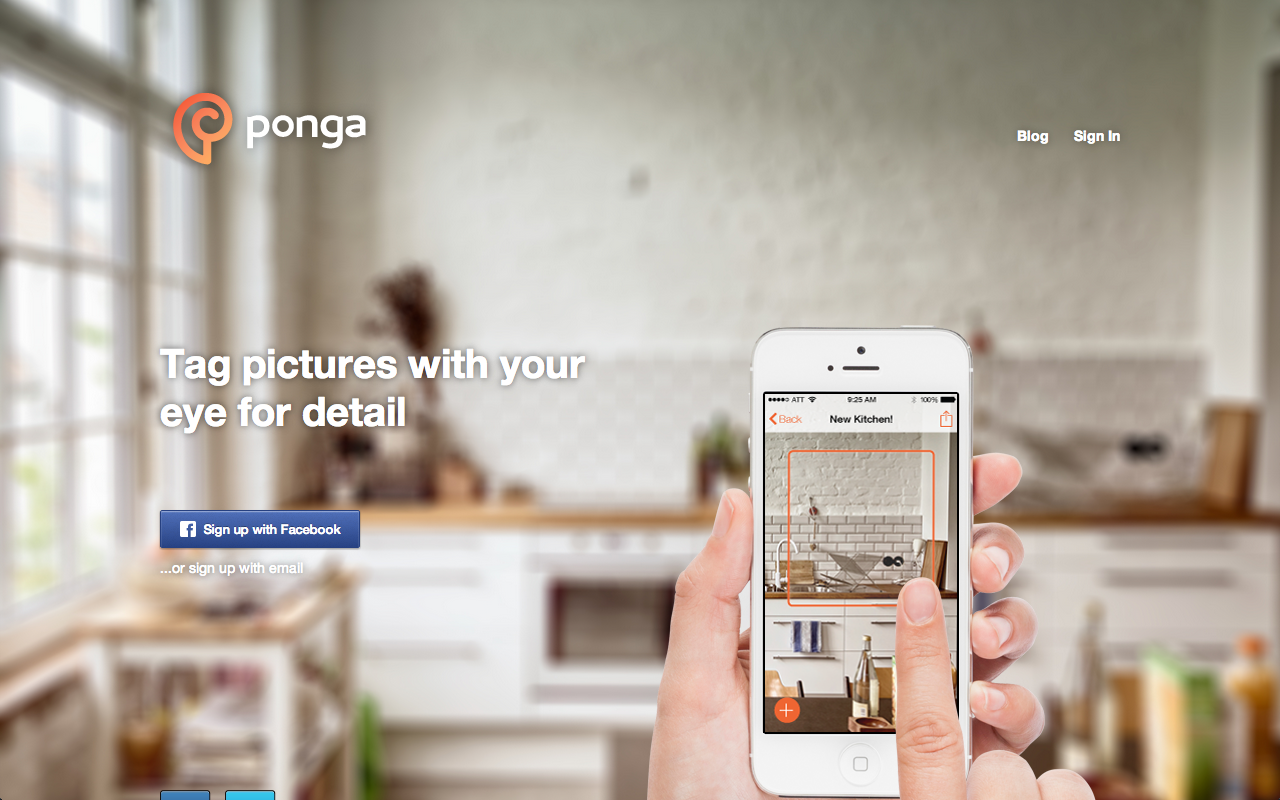 ponga
Blog
Sign In
Tag pictures with your
eye for detail
ATT
9:25 AM
100%
Back
New Kitchen!
Sign up with Facebook
...or sign up with email